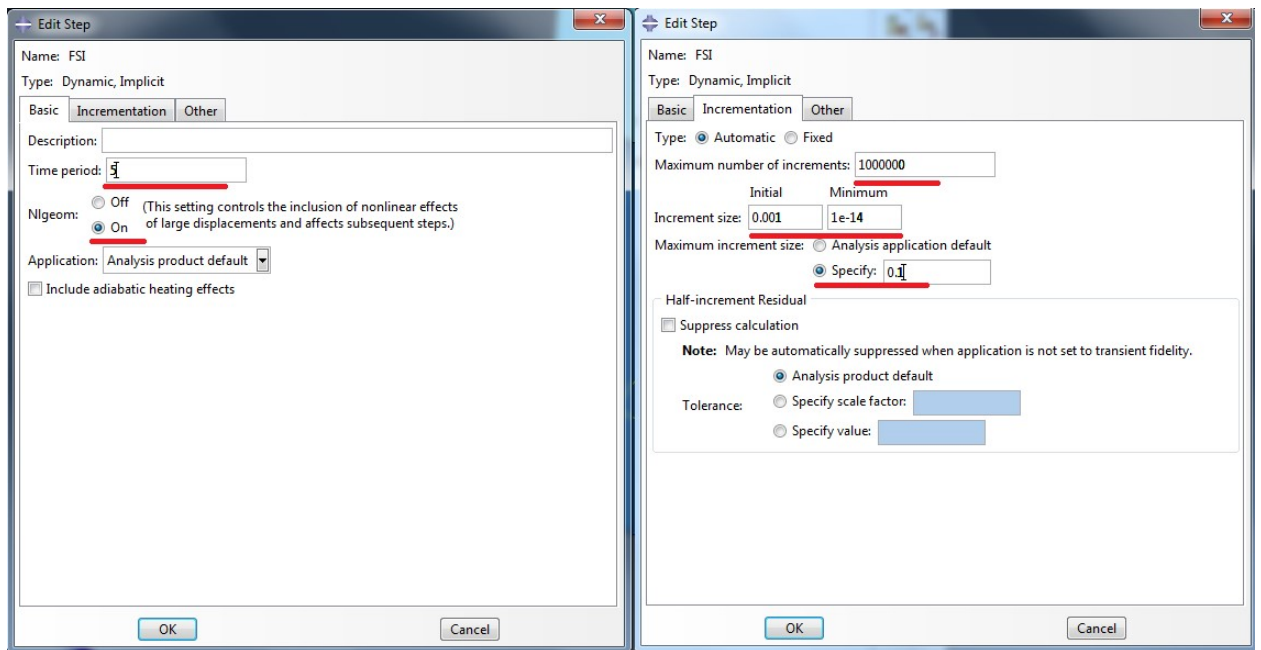 Edit Step
Name: FSI
Type: Dynamic, Implicit
Basic Incrementation Other
Description:
Time period: 5
Nlgeom:
Off
On
(This setting controls the inclusion of nonlinear effects
of large displacements and affects subsequent steps.)
Application: Analysis product default
Include adiabatic heating effects
OK Cancel
Edit Step
Name: FSI
Type: Dynamic, Implicit
Basic Incrementation Other
Type: Automatic Fixed
Maximum number of increments: 1000000
Initial Minimum
Increment size: 0.001 1e-14
Maximum increment size: Analysis application default
Specify: 0.1
Half-increment Residual
Suppress calculation
Note: May be automatically suppressed when application is not set to transient fidelity.
Analysis product default
Tolerance: Specify scale factor:
Specify value:
OK Cancel